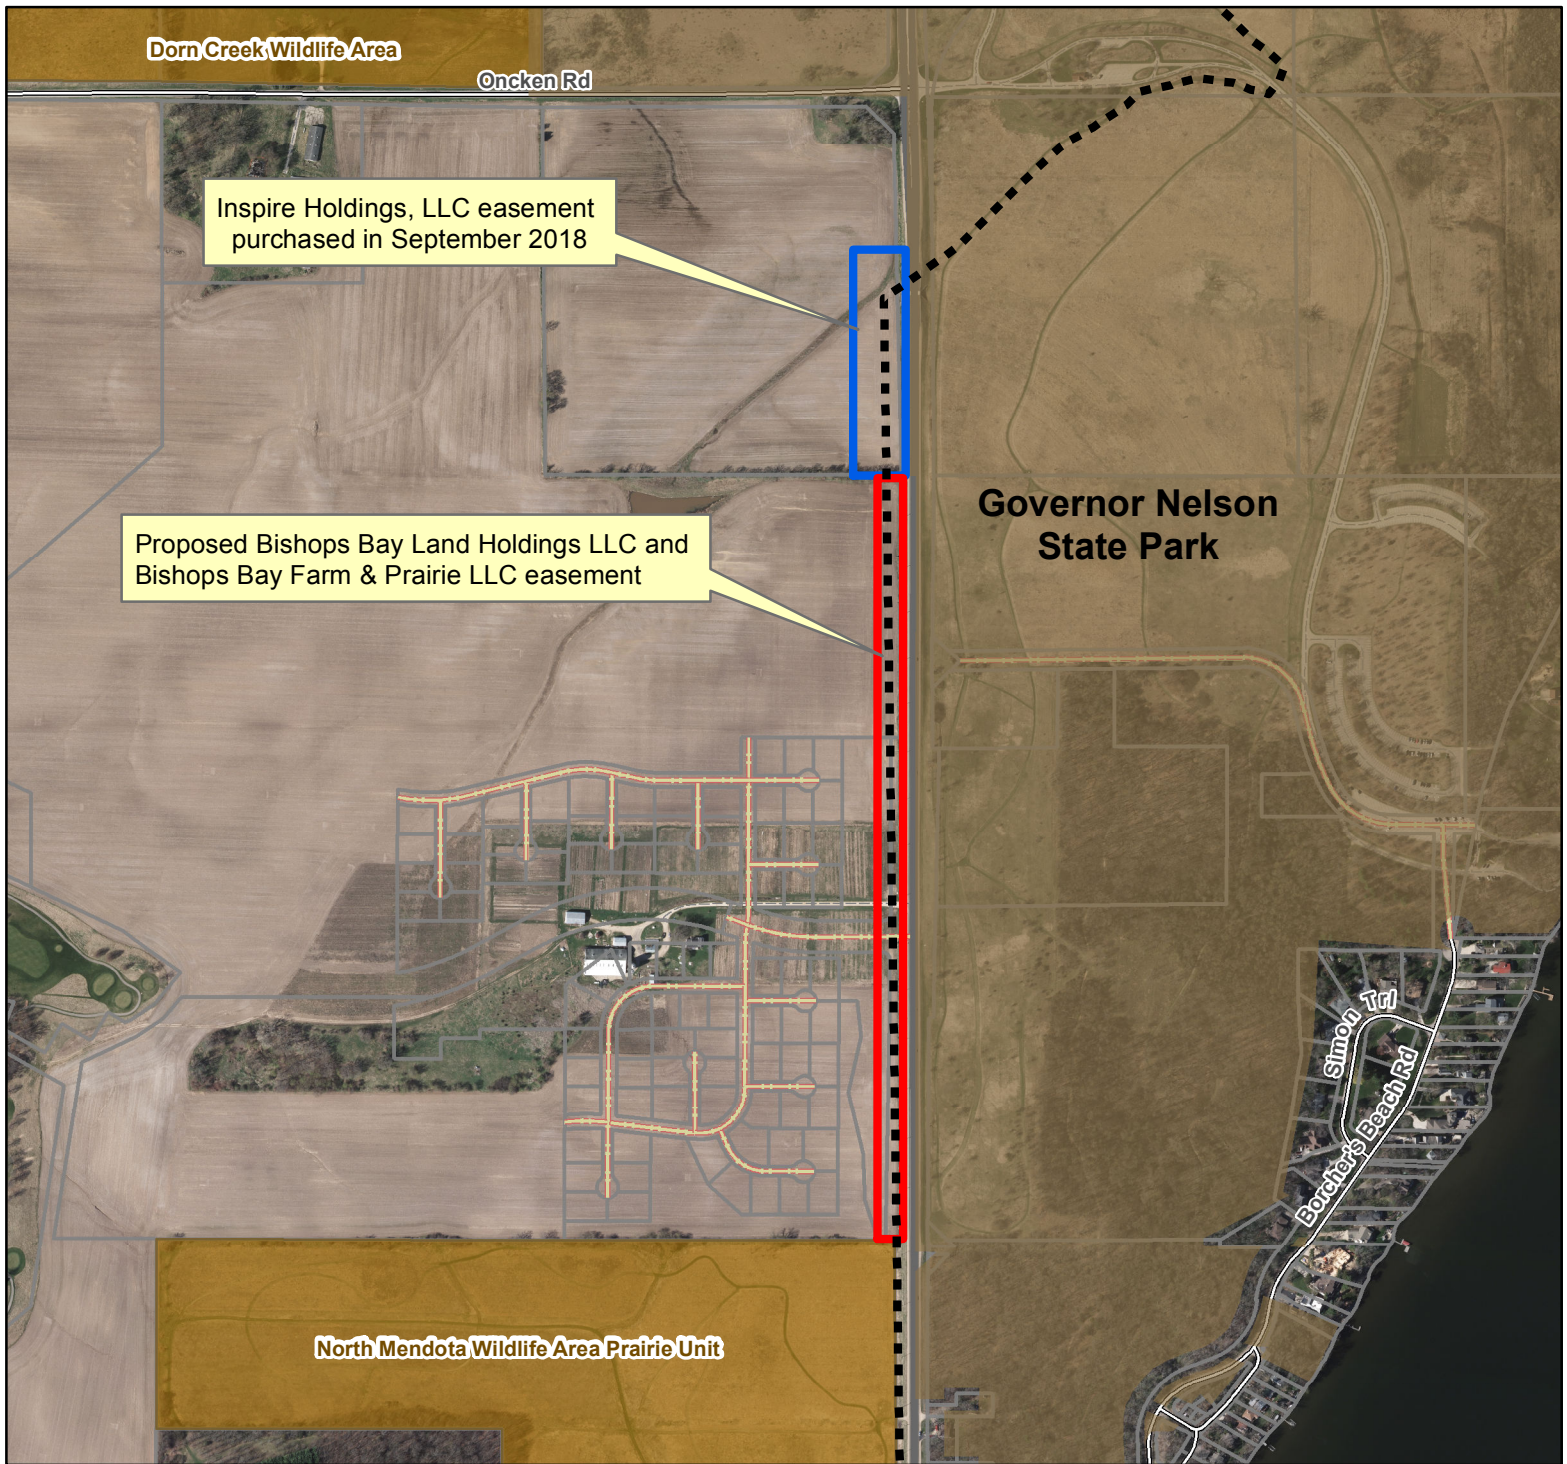 Dorn Creek Wildlife Area
Oncken Rd
Inspire Holdings, LLC easement
purchased in September 2018
Governor Nelson
State Park
Proposed Bishops Bay Land Holdings LLC and
Bishops Bay Farm & Prairie LLC easement
Simon Trl
Borcher's Beach Rd
North Mendota Wildlife Area Prairie Unit